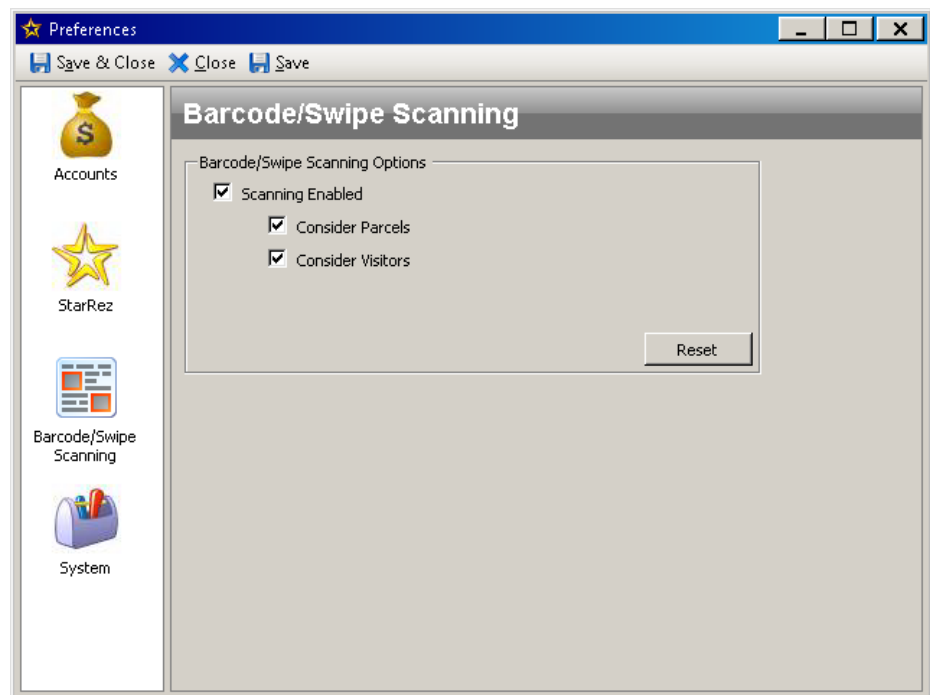 Preferences
Save & Close Close Save
Barcode/Swipe Scanning
Accounts
StarRez
Barcode/Swipe
Scanning
System
Barcode/Swipe Scanning Options
Scanning Enabled
Consider Parcels
Consider Visitors
Reset